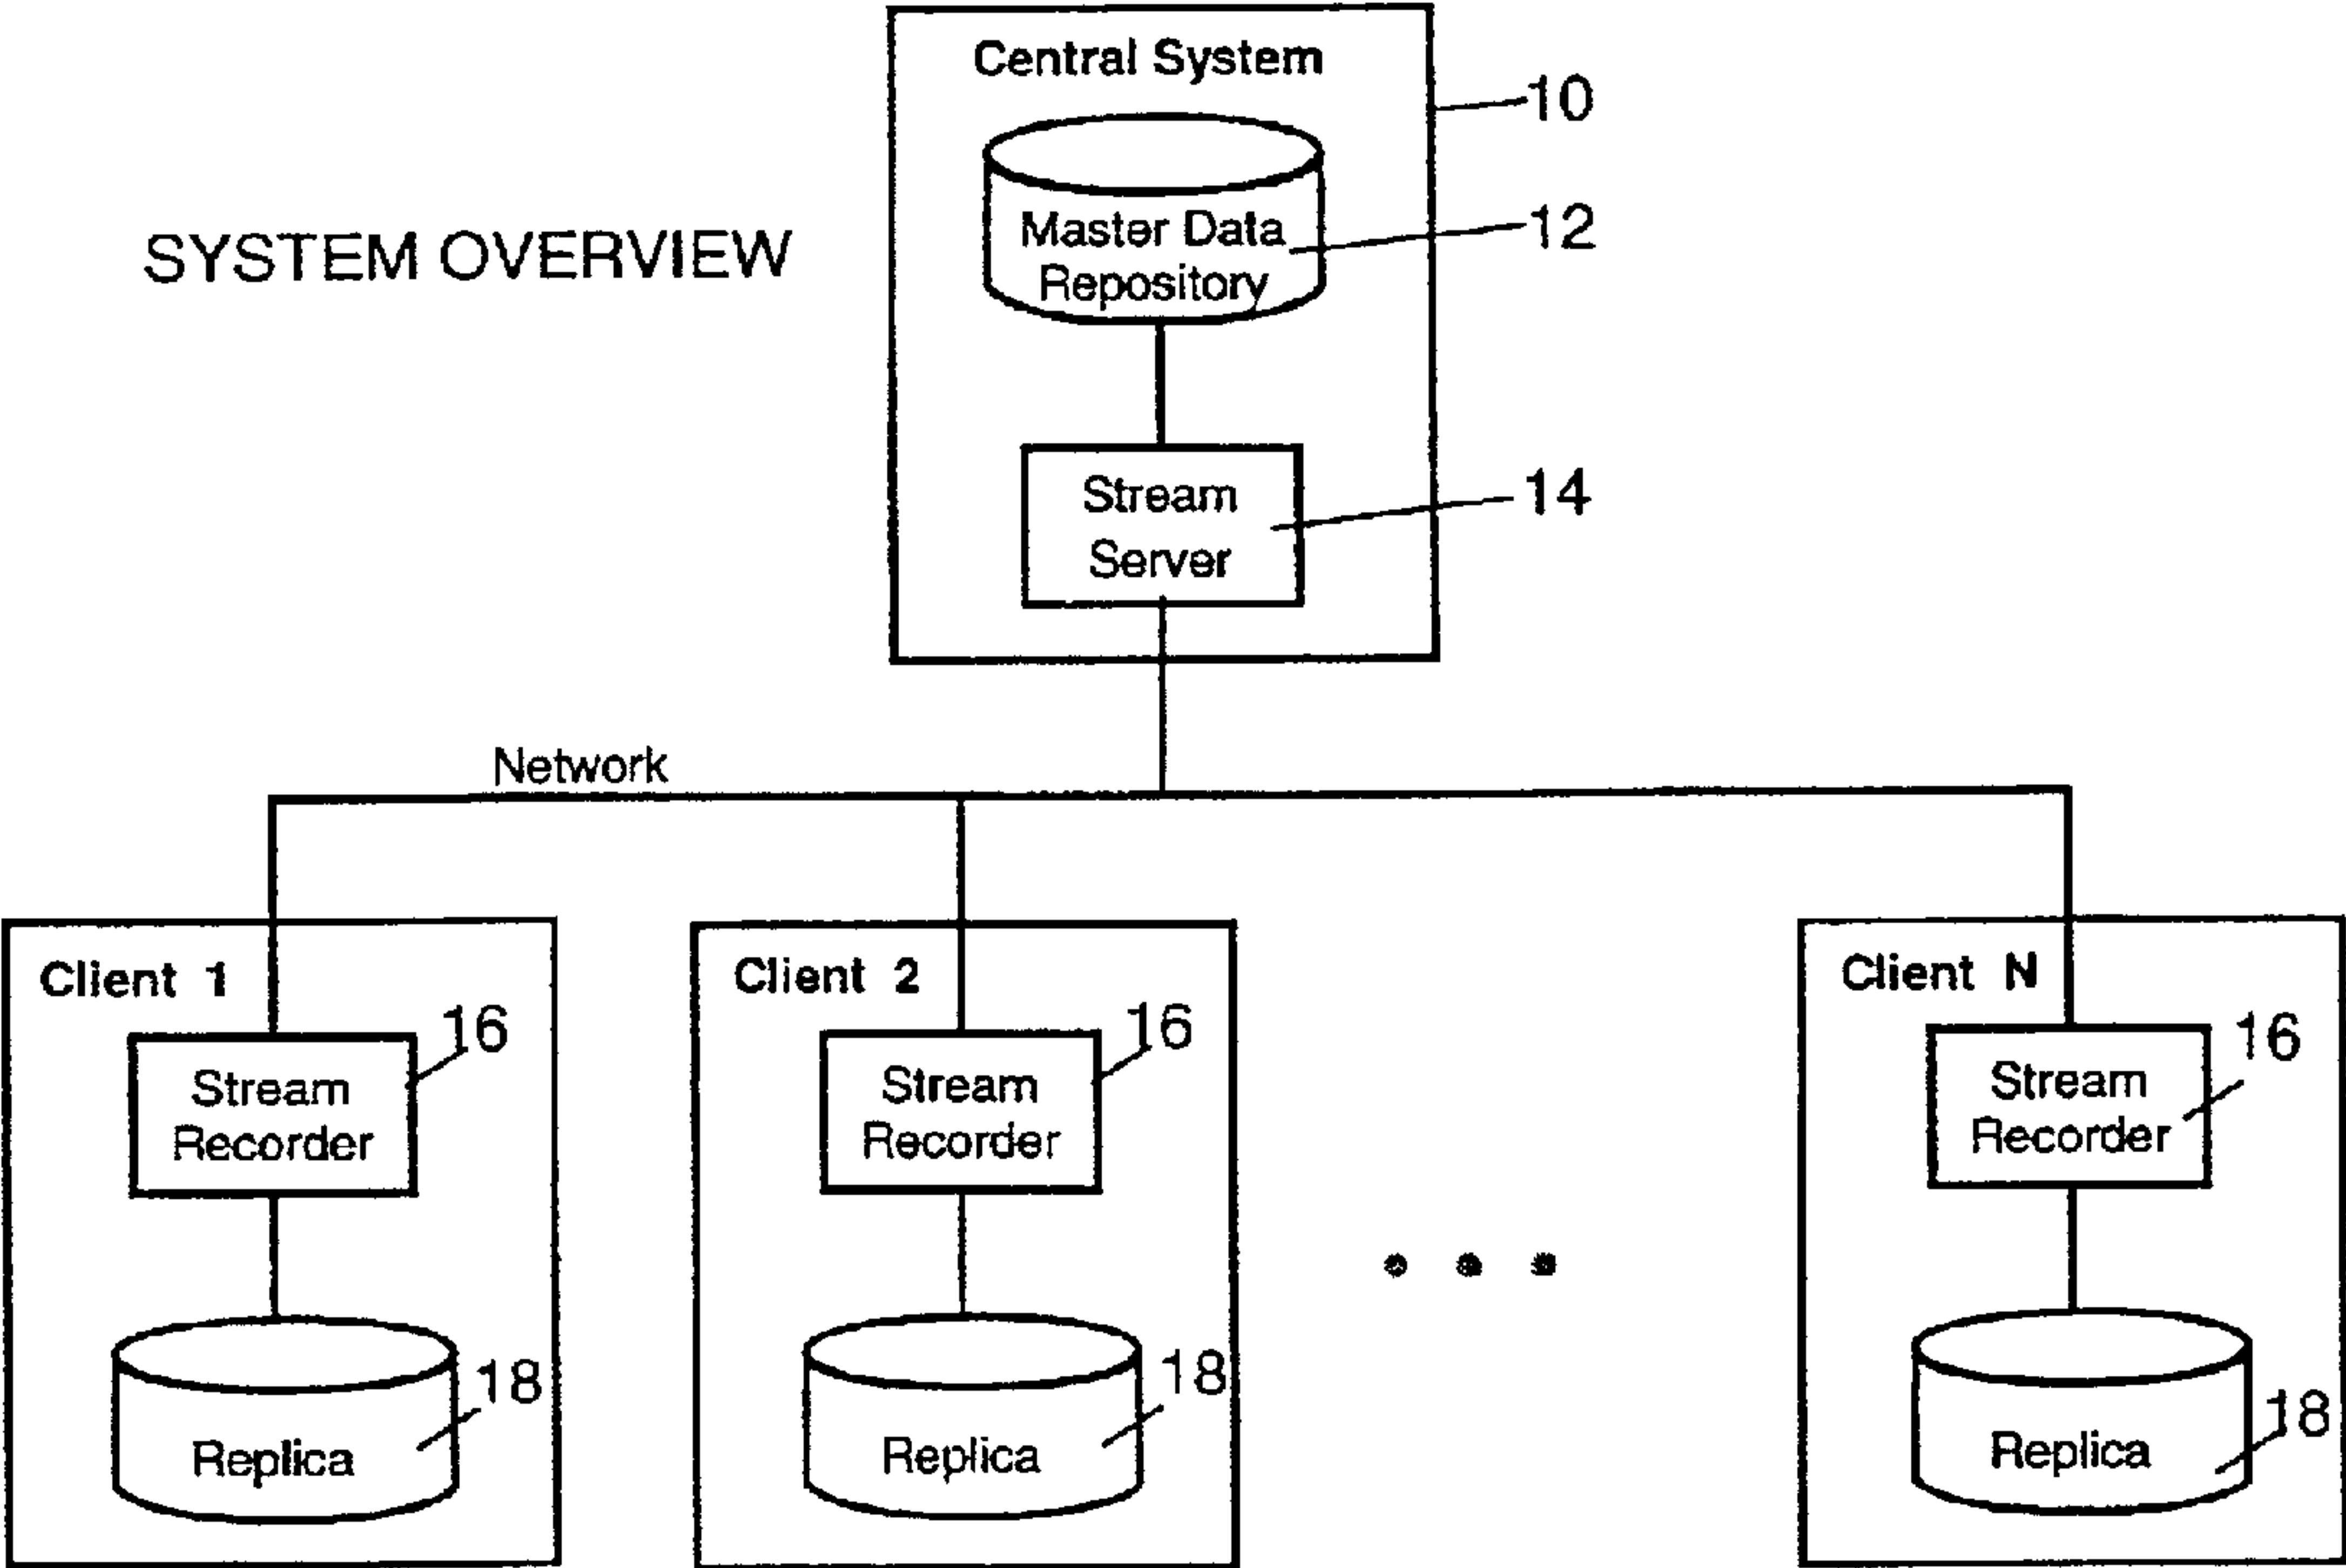 Central System
10
Master Data
Repository
12
SYSTEM OVERVIEW
Stream
Server
14
Network
Client 1
16
Stream
Recorder
18
Replica
Client 2
16
Stream
Recorder
18
Replica
Client N
16
Stream
Recorder
18
Replica